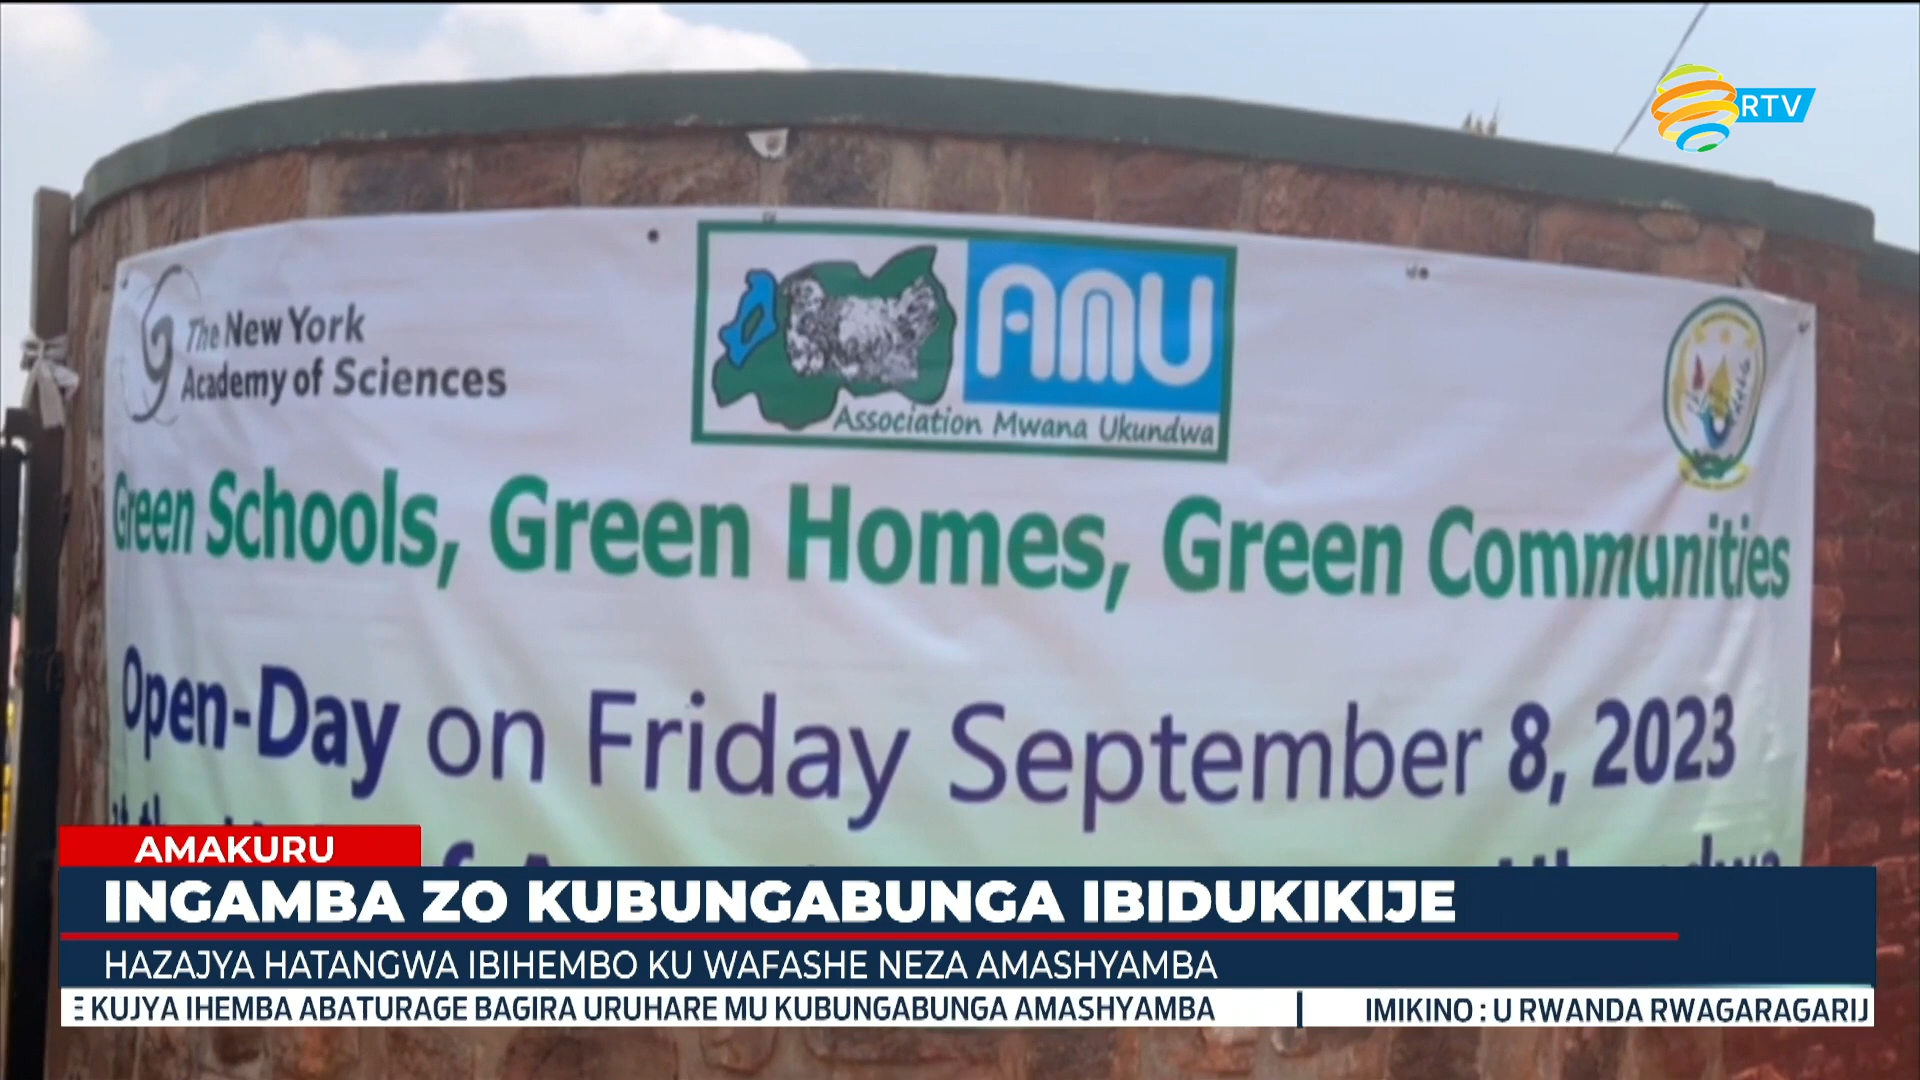 RTV
The New York
Academy of Sciences
AMU
Association Mwana Ukundwa
Green Schools, Green Homes, Green Communities
Open-Day on Friday September 8, 2023
AMAKURU
INGAMBA ZO KUBUNGABUNGA IBIDUKIKIJE
HAZAJYA HATANGWA IBIHEMBO KU WAFASHE NEZA AMASHYAMBA
KUJYA IHEMBA ABATURAGE BAGIRA URUHARE MU KUBUNGABUNGA AMASHYAMBA | IMIKINO : U RWANDA RWAGARAGARIJ